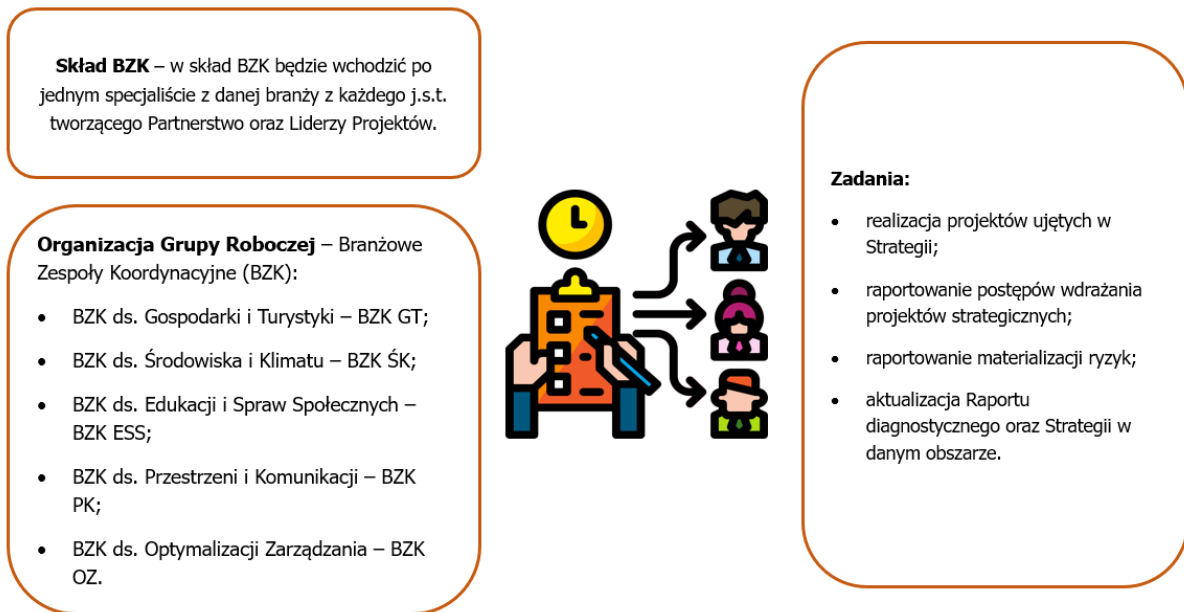 Skład BZK – w skład BZK będzie wchodzić po
jednym specjaliście z danej branży z każdego j.s.t.
tworzącego Partnerstwo oraz Liderzy Projektów.
Organizacja Grupy Roboczej – Branżowe
Zespoły Koordynacyjne (BZK):
• BZK ds. Gospodarki i Turystyki – BZK GT;
• BZK ds. Środowiska i Klimatu – BZK ŚK;
• BZK ds. Edukacji i Spraw Społecznych –
BZK ESS;
• BZK ds. Przestrzeni i Komunikacji – BZK
PK;
• BZK ds. Optymalizacji Zarządzania – BZK
OZ.
Zadania:
• realizacja projektów ujętych w
Strategii;
• raportowanie postępów wdrażania
projektów strategicznych;
• raportowanie materializacji ryzyk;
• aktualizacja Raportu
diagnostycznego oraz Strategii w
danym obszarze.